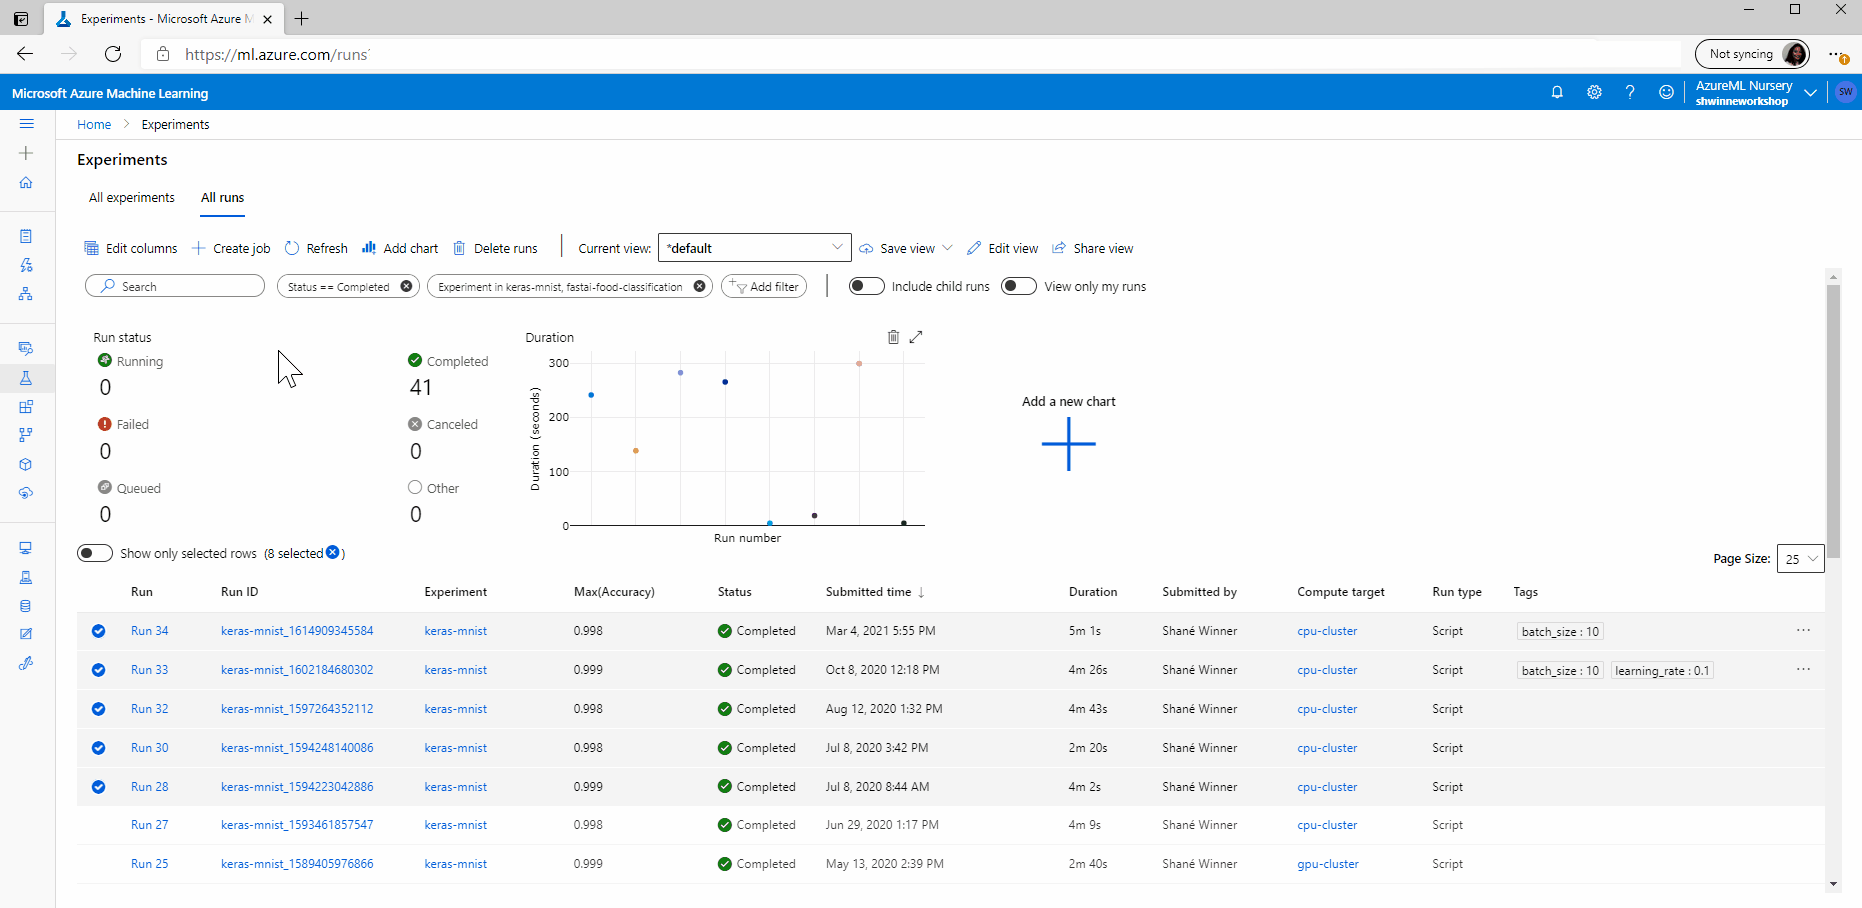 Experiments - Microsoft Azure M
https://ml.azure.com/runs
Not syncing
Microsoft Azure Machine Learning
AzureML Nursery
shwinneworkshop
SW
Home > Experiments
Experiments
All experiments All runs
Edit columns Create job Refresh Add chart Delete runs Current view: *default Save view Edit view Share view
Search Status == Completed Experiment in keras-mnist, fastai-food-classification Add filter Include child runs View only my runs
Run status
Running Completed
0 41
Failed Canceled
0 0
Queued Other
0 0
Duration
Duration (seconds)
300
200
100
0
Run number
Add a new chart
Show only selected rows (8 selected )
Page Size: 25
Run Run ID Experiment Max(Accuracy) Status Submitted time ↓ Duration Submitted by Compute target Run type Tags
Run 34 keras-mnist_1614909345584 keras-mnist 0.998 Completed Mar 4, 2021 5:55 PM 5m 1s Shané Winner cpu-cluster Script batch_size : 10 ...
Run 33 keras-mnist_1602184680302 keras-mnist 0.999 Completed Oct 8, 2020 12:18 PM 4m 26s Shané Winner cpu-cluster Script batch_size : 10 learning_rate : 0.1 ...
Run 32 keras-mnist_1597264352112 keras-mnist 0.998 Completed Aug 12, 2020 1:32 PM 4m 43s Shané Winner cpu-cluster Script
Run 30 keras-mnist_1594248140086 keras-mnist 0.998 Completed Jul 8, 2020 3:42 PM 2m 20s Shané Winner cpu-cluster Script
Run 28 keras-mnist_1594223042886 keras-mnist 0.999 Completed Jul 8, 2020 8:44 AM 4m 2s Shané Winner cpu-cluster Script
Run 27 keras-mnist_1593461857547 keras-mnist 0.998 Completed Jun 29, 2020 1:17 PM 4m 9s Shané Winner cpu-cluster Script
Run 25 keras-mnist_1589405976866 keras-mnist 0.999 Completed May 13, 2020 2:39 PM 2m 40s Shané Winner gpu-cluster Script